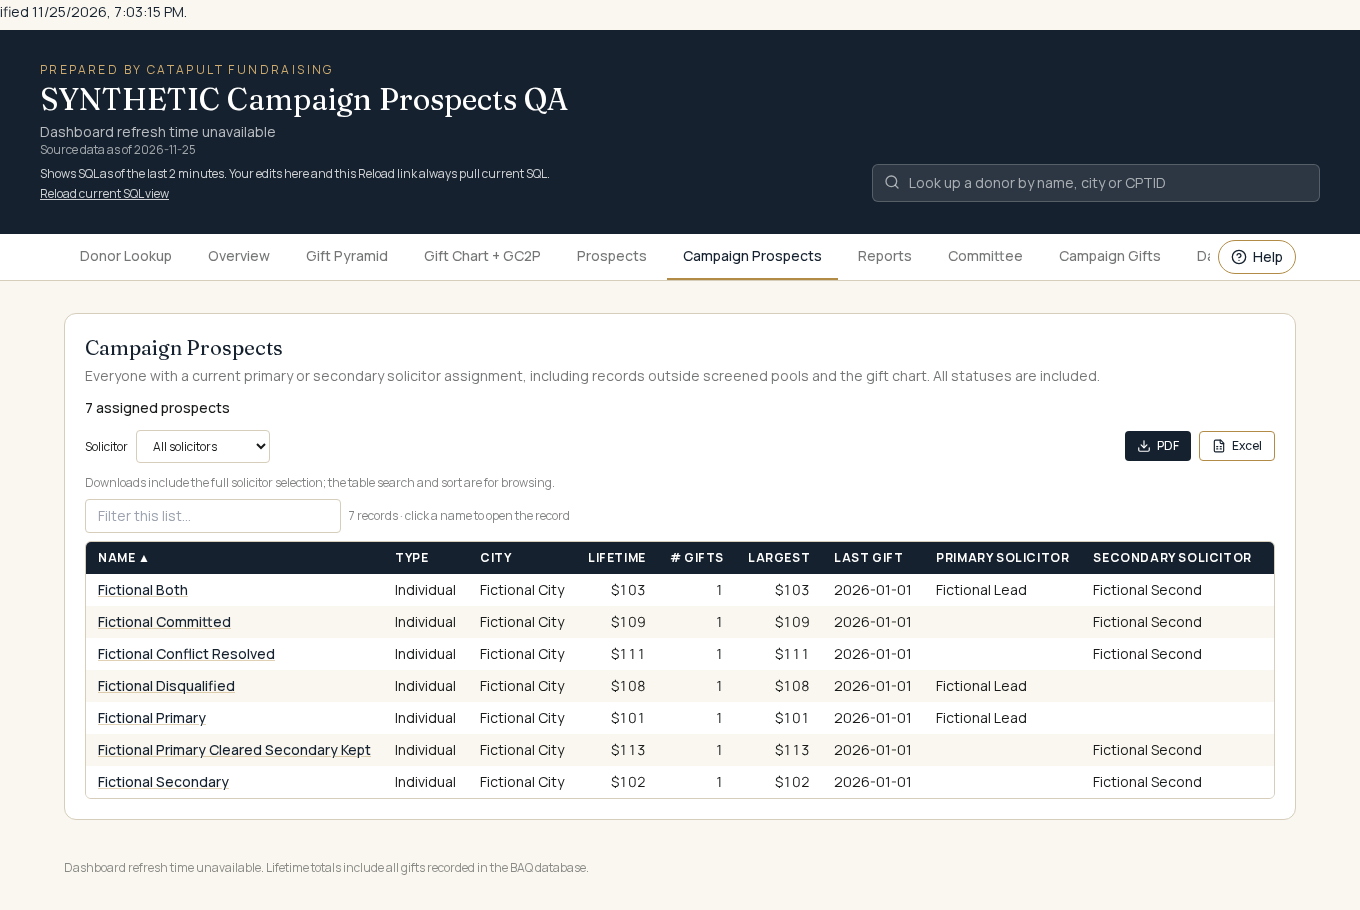 ified 11/25/2026, 7:03:15 PM.
PREPARED BY CATAPULT FUNDRAISING
SYNTHETIC Campaign Prospects QA
Dashboard refresh time unavailable
Source data as of 2026-11-25
Shows SQL as of the last 2 minutes. Your edits here and this Reload link always pull current SQL.
Reload current SQL view
Look up a donor by name, city or CPTID
Donor Lookup Overview Gift Pyramid Gift Chart + GC2P Prospects Campaign Prospects Reports Committee Campaign Gifts Da Help
Campaign Prospects
Everyone with a current primary or secondary solicitor assignment, including records outside screened pools and the gift chart. All statuses are included.
7 assigned prospects
Solicitor All solicitors PDF Excel
Downloads include the full solicitor selection; the table search and sort are for browsing.
Filter this list... 7 records · click a name to open the record
NAME ▲ TYPE CITY LIFETIME # GIFTS LARGEST LAST GIFT PRIMARY SOLICITOR SECONDARY SOLICITOR
Fictional Both Individual Fictional City $103 1 $103 2026-01-01 Fictional Lead Fictional Second
Fictional Committed Individual Fictional City $109 1 $109 2026-01-01 Fictional Second
Fictional Conflict Resolved Individual Fictional City $111 1 $111 2026-01-01 Fictional Second
Fictional Disqualified Individual Fictional City $108 1 $108 2026-01-01 Fictional Lead
Fictional Primary Individual Fictional City $101 1 $101 2026-01-01 Fictional Lead
Fictional Primary Cleared Secondary Kept Individual Fictional City $113 1 $113 2026-01-01 Fictional Second
Fictional Secondary Individual Fictional City $102 1 $102 2026-01-01 Fictional Second
Dashboard refresh time unavailable. Lifetime totals include all gifts recorded in the BAQ database.